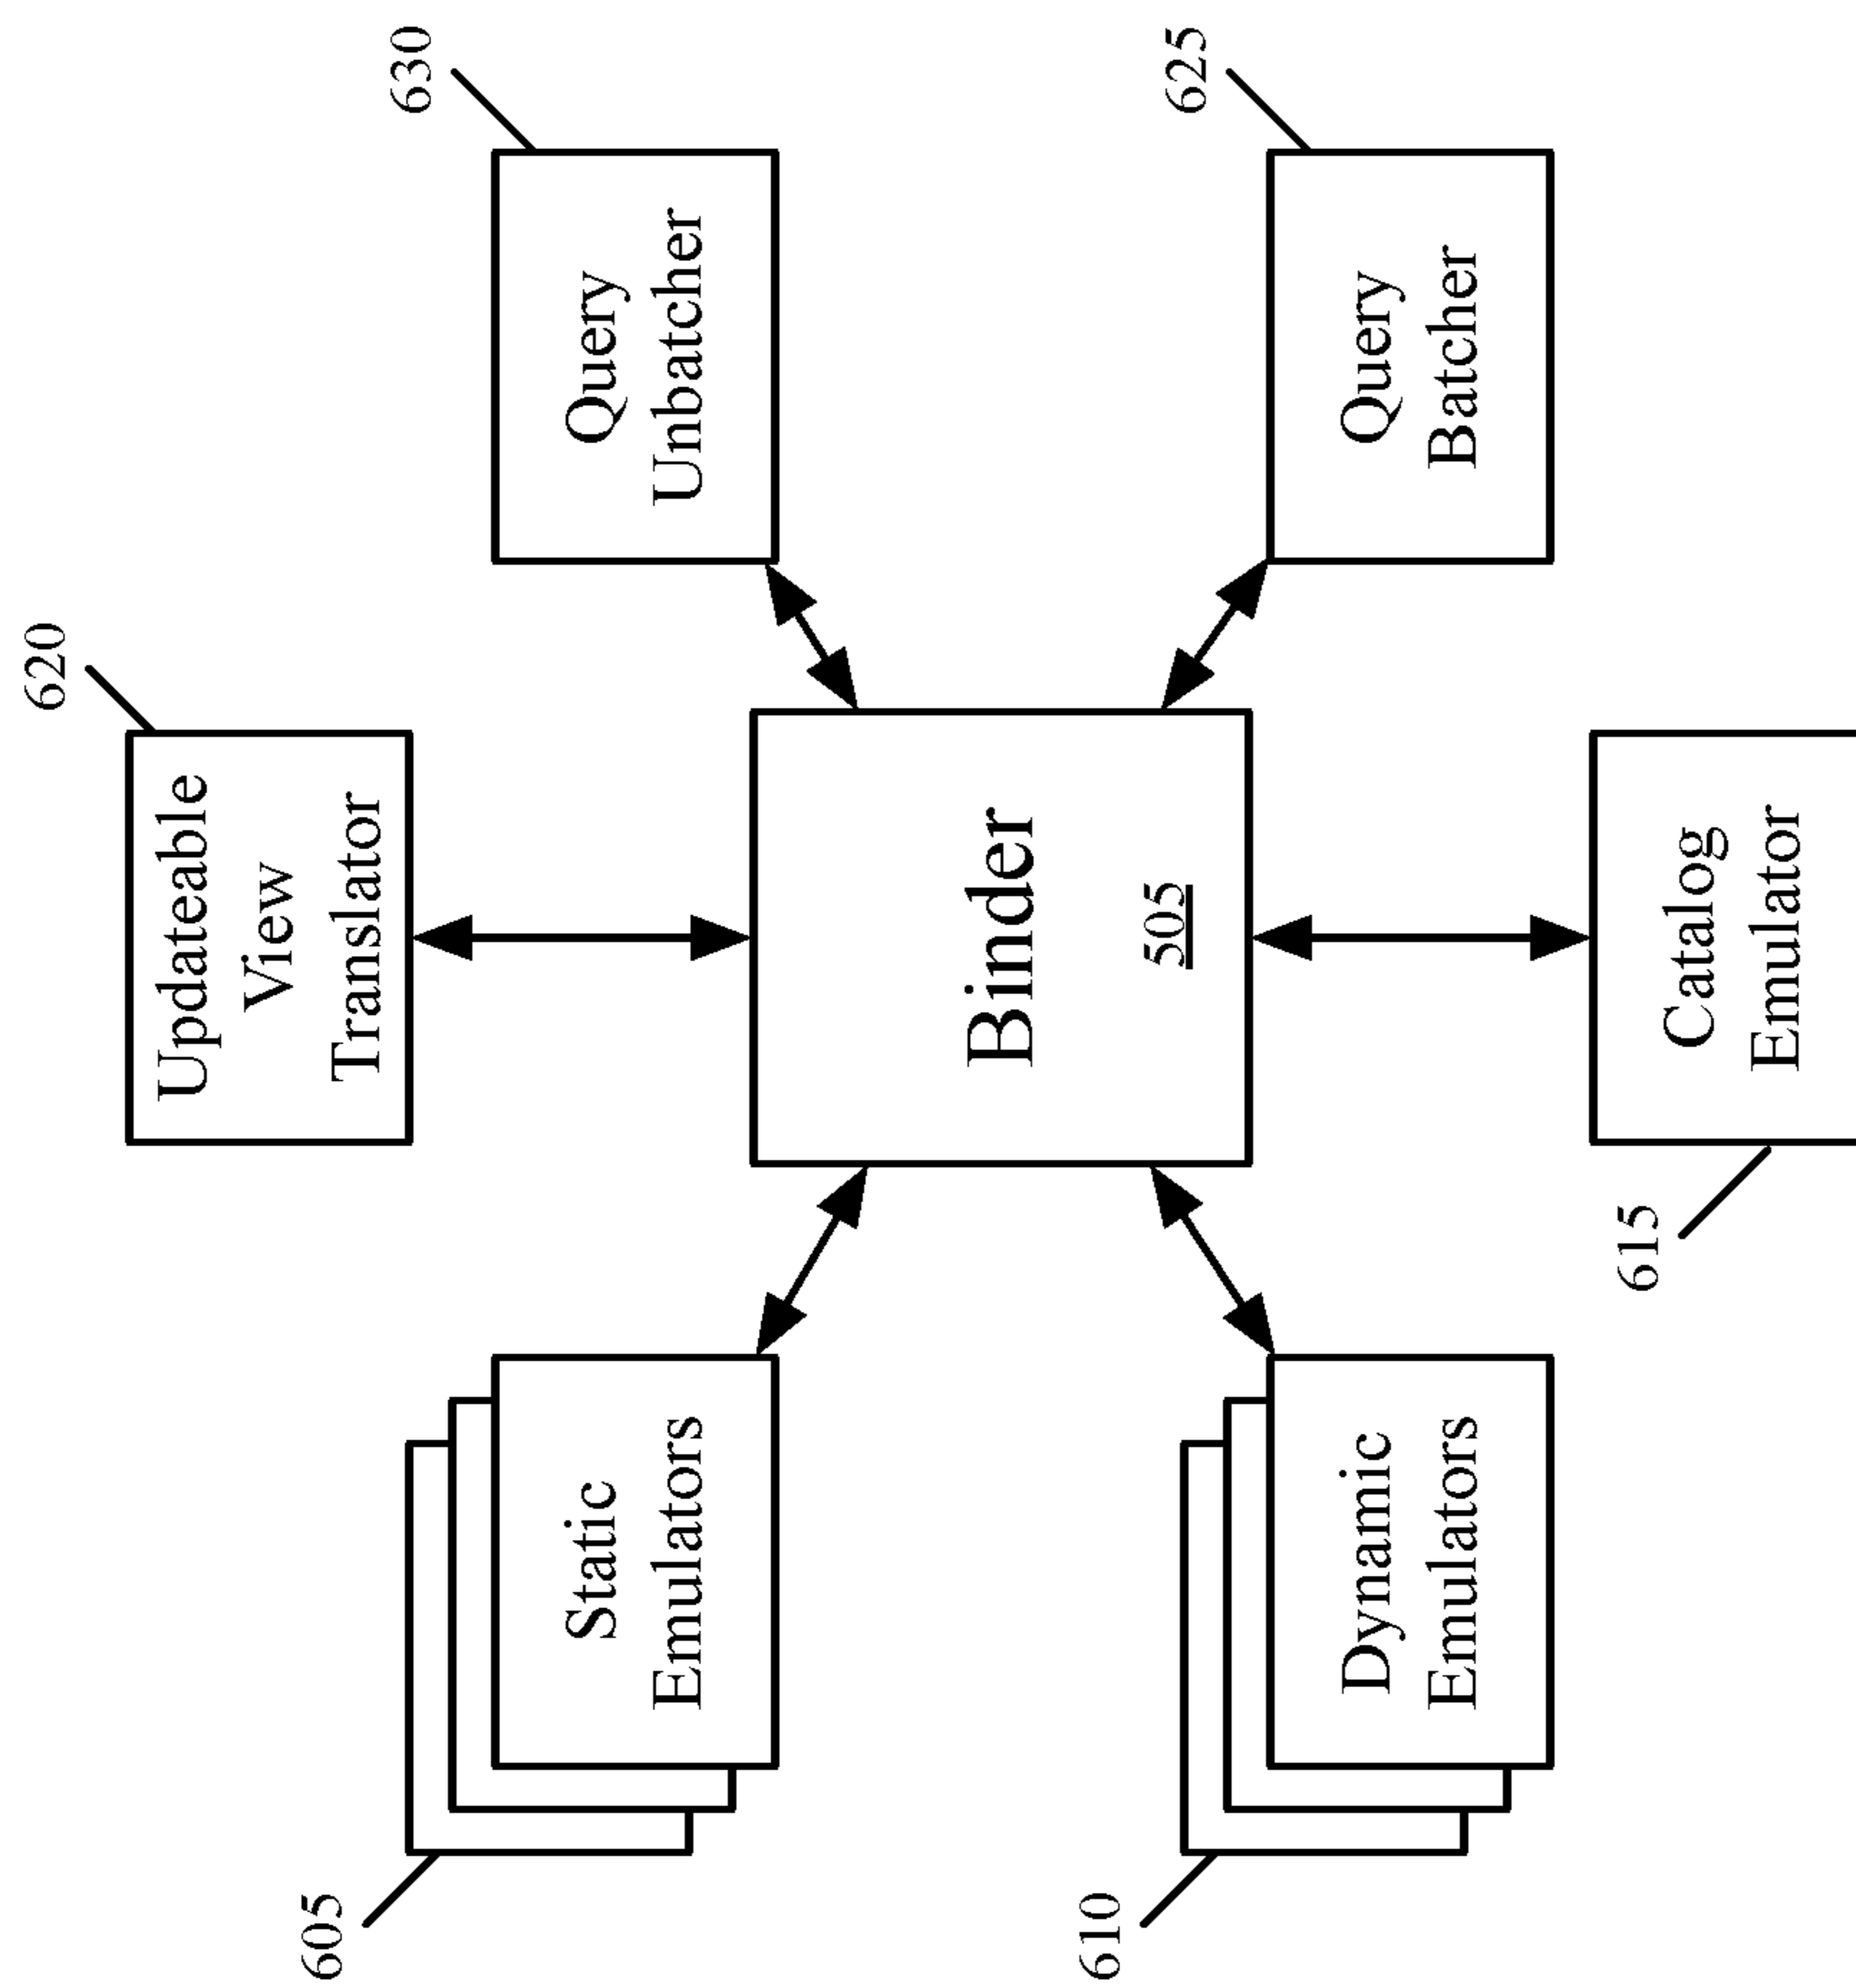 620
Updateable
View
Translator
605
630
Static
Emulators
Query
Unbatcher
Binder
505
610
625
Dynamic
Emulators
Query
Batcher
615
Catalog
Emulator